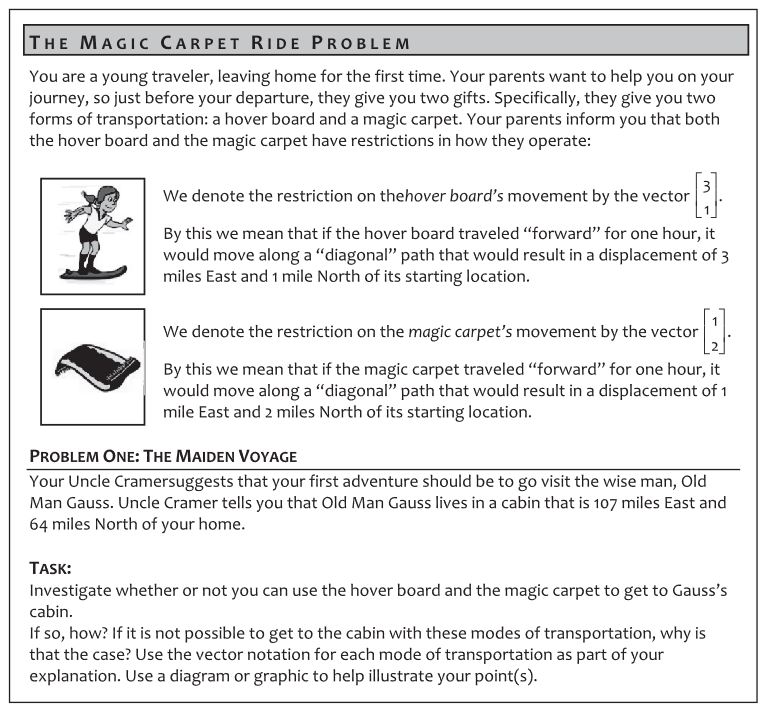 THE MAGIC CARPET RIDE PROBLEM
You are a young traveler, leaving home for the first time. Your parents want to help you on your
journey, so just before your departure, they give you two gifts. Specifically, they give you two
forms of transportation: a hover board and a magic carpet. Your parents inform you that both
the hover board and the magic carpet have restrictions in how they operate:
We denote the restriction on thehover board's movement by the vector [3 1].
By this we mean that if the hover board traveled “forward” for one hour, it
would move along a “diagonal” path that would result in a displacement of 3
miles East and 1 mile North of its starting location.
We denote the restriction on the magic carpet's movement by the vector [1 2].
By this we mean that if the magic carpet traveled “forward” for one hour, it
would move along a “diagonal” path that would result in a displacement of 1
mile East and 2 miles North of its starting location.
PROBLEM ONE: THE MAIDEN VOYAGE
Your Uncle Cramersuggests that your first adventure should be to go visit the wise man, Old
Man Gauss. Uncle Cramer tells you that Old Man Gauss lives in a cabin that is 107 miles East and
64 miles North of your home.
TASK:
Investigate whether or not you can use the hover board and the magic carpet to get to Gauss's
cabin.
If so, how? If it is not possible to get to the cabin with these modes of transportation, why is
that the case? Use the vector notation for each mode of transportation as part of your
explanation. Use a diagram or graphic to help illustrate your point(s).